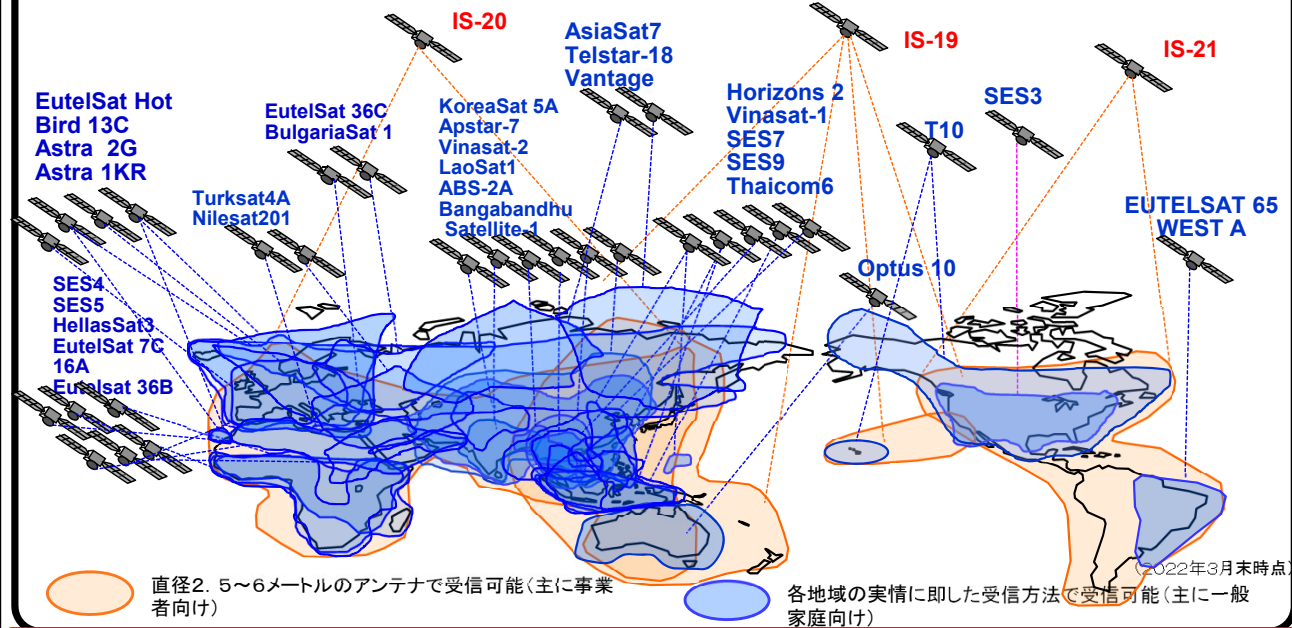 IS-20
AsiaSat7
Telstar-18
Vantage
IS-19
IS-21
EutelSat Hot
Bird 13C
Astra 2G
Astra 1KR
EutelSat 36C
BulgariaSat 1
KoreaSat 5A
Apstar-7
Vinasat-2
LaoSat1
ABS-2A
Bangabandhu
Satellite-1
Horizons 2
Vinasat-1
SES7
SES9
Thaicom6
T10
SES3
Turksat4A
Nilesat201
EUTELSAT 65
WEST A
Optus 10
SES4
SES5
HellasSat3
EutelSat 7C
16A
Eutelsat 36B
(2022年3月末時点)
直径2．5～6メートルのアンテナで受信可能（主に事業
者向け）
各地域の実情に即した受信方法で受信可能（主に一般
家庭向け）